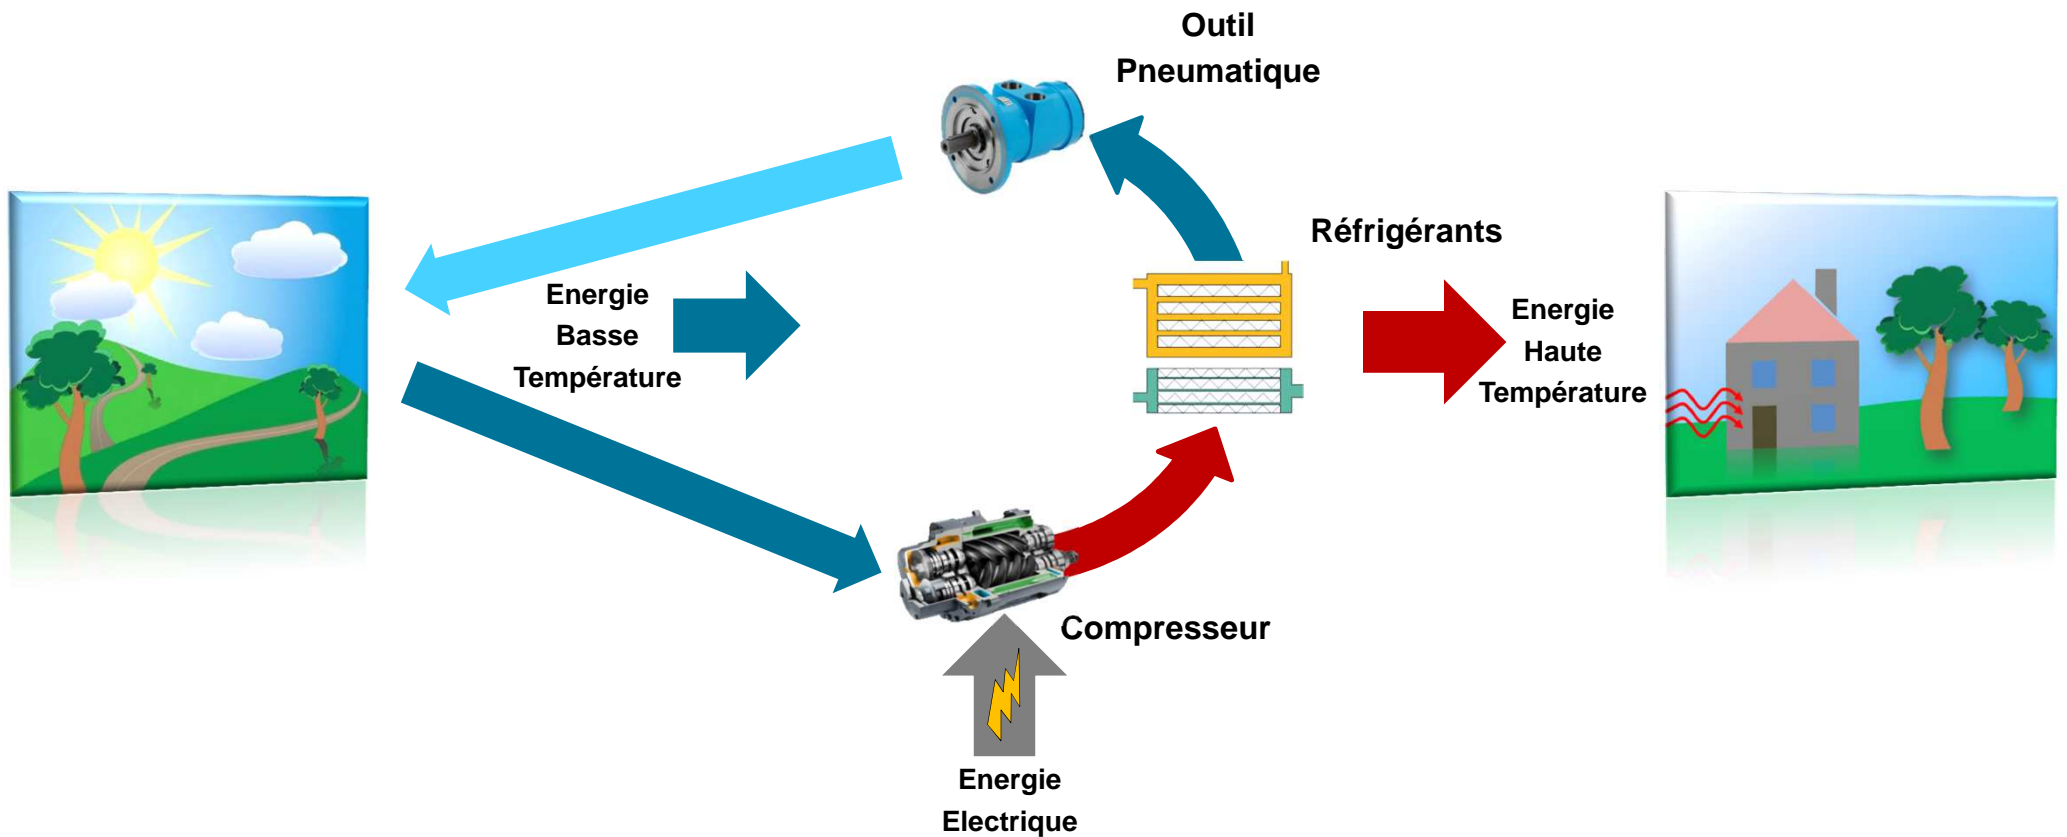 Outil
Pneumatique
Réfrigérants
Energie
Basse
Température
Energie
Haute
Température
Compresseur
Energie
Electrique